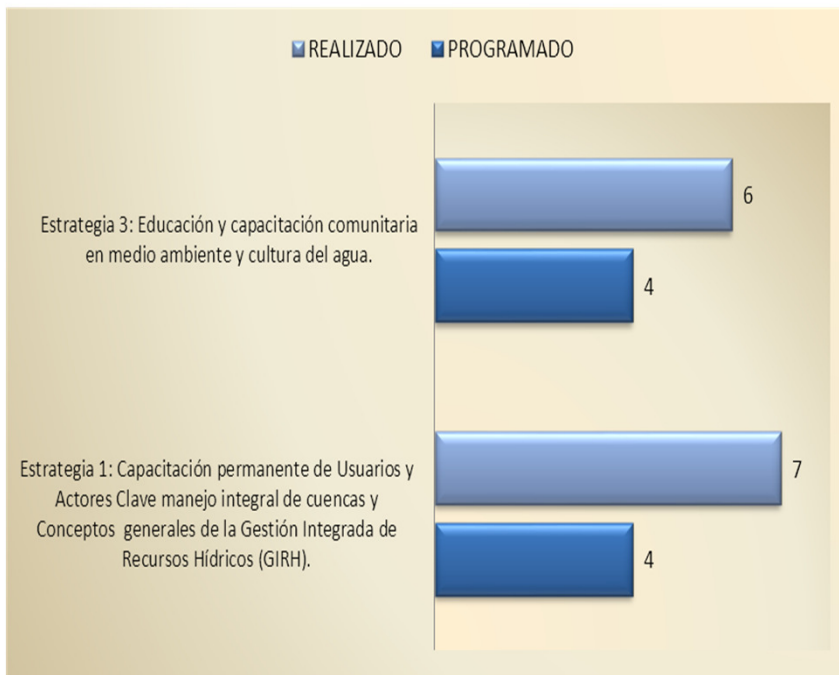 REALIZADO PROGRAMADO
Estrategia 3: Educación y capacitación comunitaria
en medio ambiente y cultura del agua.
6
4
Estrategia 1: Capacitación permanente de Usuarios y
Actores Clave manejo integral de cuencas y
Conceptos generales de la Gestión Integrada de
Recursos Hídricos (GIRH).
7
4